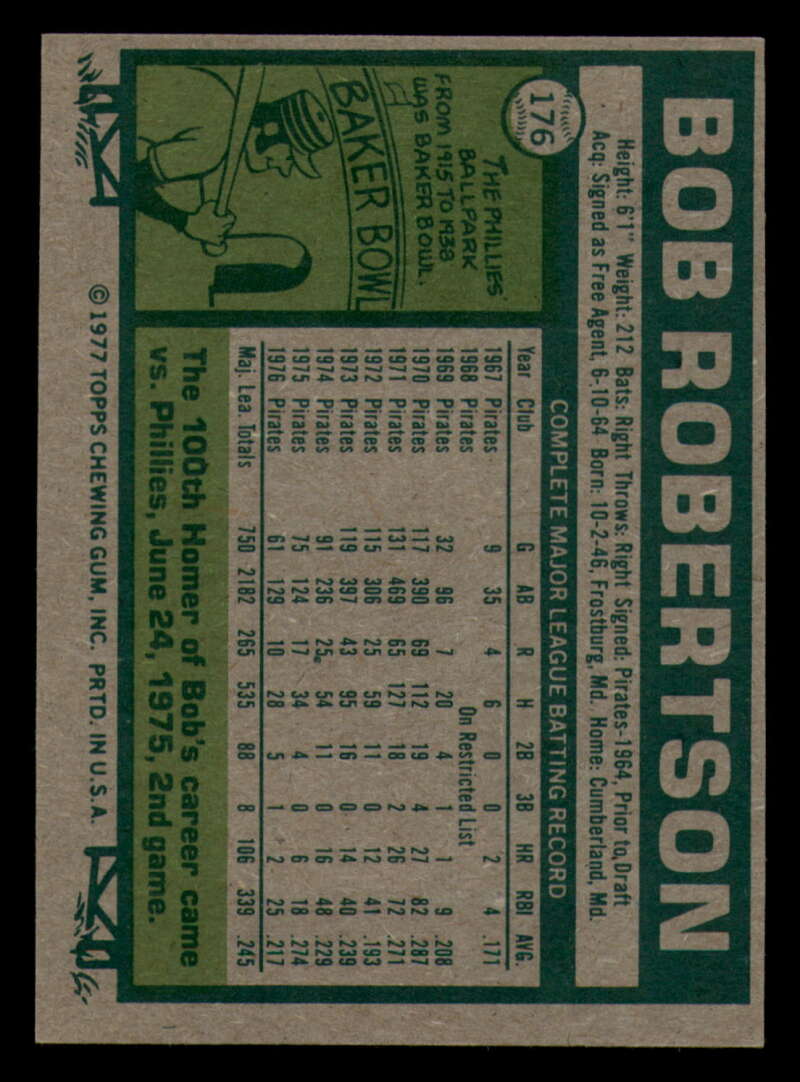 BOB ROBERTSON
Height: 6'1" Weight: 212 Bats: Right Throws: Right Signed: Pirates-1964, Prior to Draft
Acq: Signed as Free Agent, 6-10-64 Born: 10-2-46, Frostburg, Md. Home: Cumberland, Md.
176
THE PHILLIES'
BALLPARK
FROM 1915 TO 1938
WAS BAKER BOWL.
BAKER BOWL
COMPLETE MAJOR LEAGUE BATTING RECORD
Year Club G AB R H 2B 3B HR RBI AVG.
1967 Pirates 9 35 4 6 0 0 2 4 .171
1968 Pirates On Restricted List
1969 Pirates 32 96 7 20 4 1 1 9 .208
1970 Pirates 117 390 69 112 19 4 27 82 .287
1971 Pirates 131 469 65 127 18 2 26 72 .271
1972 Pirates 115 306 25 59 11 0 12 41 .193
1973 Pirates 119 397 43 95 16 0 14 40 .239
1974 Pirates 91 236 25 54 11 0 16 48 .229
1975 Pirates 75 124 17 34 4 0 6 18 .274
1976 Pirates 61 129 10 28 5 1 2 25 .217
Maj. Lea. Totals 750 2182 265 535 88 8 106 339 .245
The 100th Homer of Bob's career came
vs. Phillies, June 24, 1975, 2nd game.
© 1977 TOPPS CHEWING GUM, INC. PRTD. IN U.S.A.